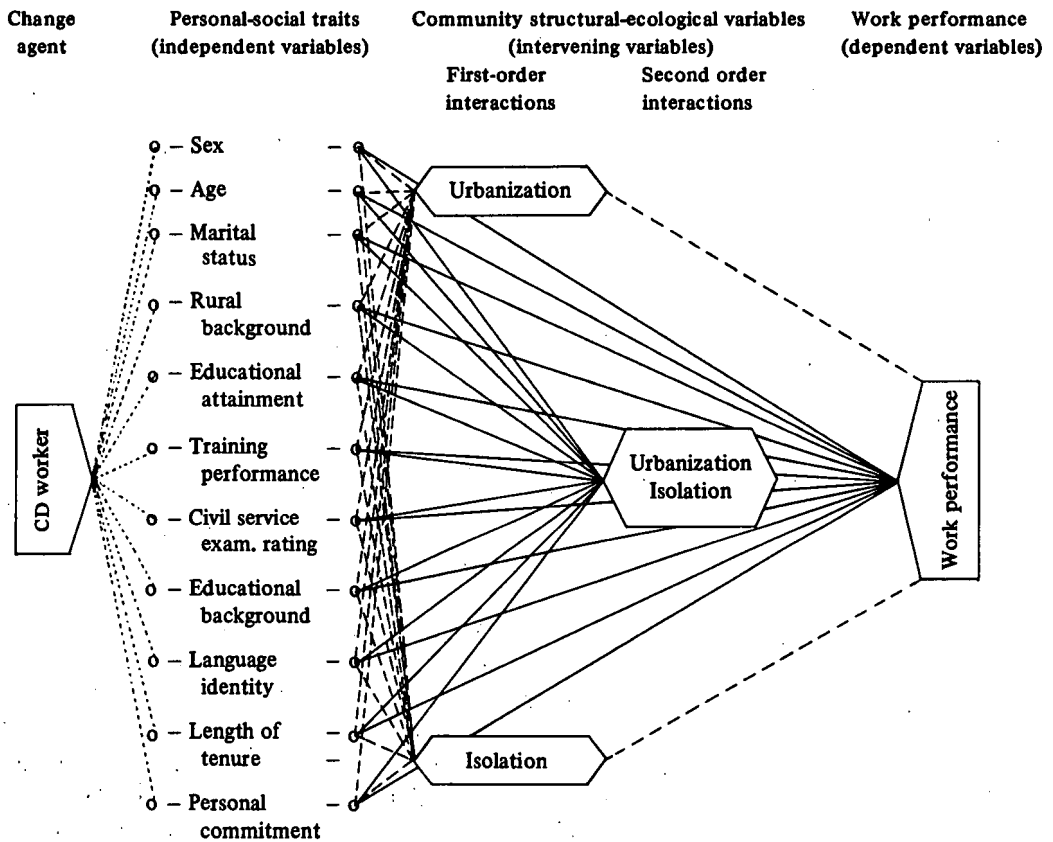 Change
agent
Personal-social traits
(independent variables)
Community structural-ecological variables
(intervening variables)
First-order
interactions
Second order
interactions
Work performance
(dependent variables)
CD worker
– Sex –
– Age –
– Marital –
status
– Rural –
background
– Educational –
attainment
– Training –
performance
– Civil service –
exam. rating
– Educational –
background
– Language –
identity
– Length of –
tenure –
– Personal –
commitment
Urbanization
Urbanization
Isolation
Isolation
Work performance